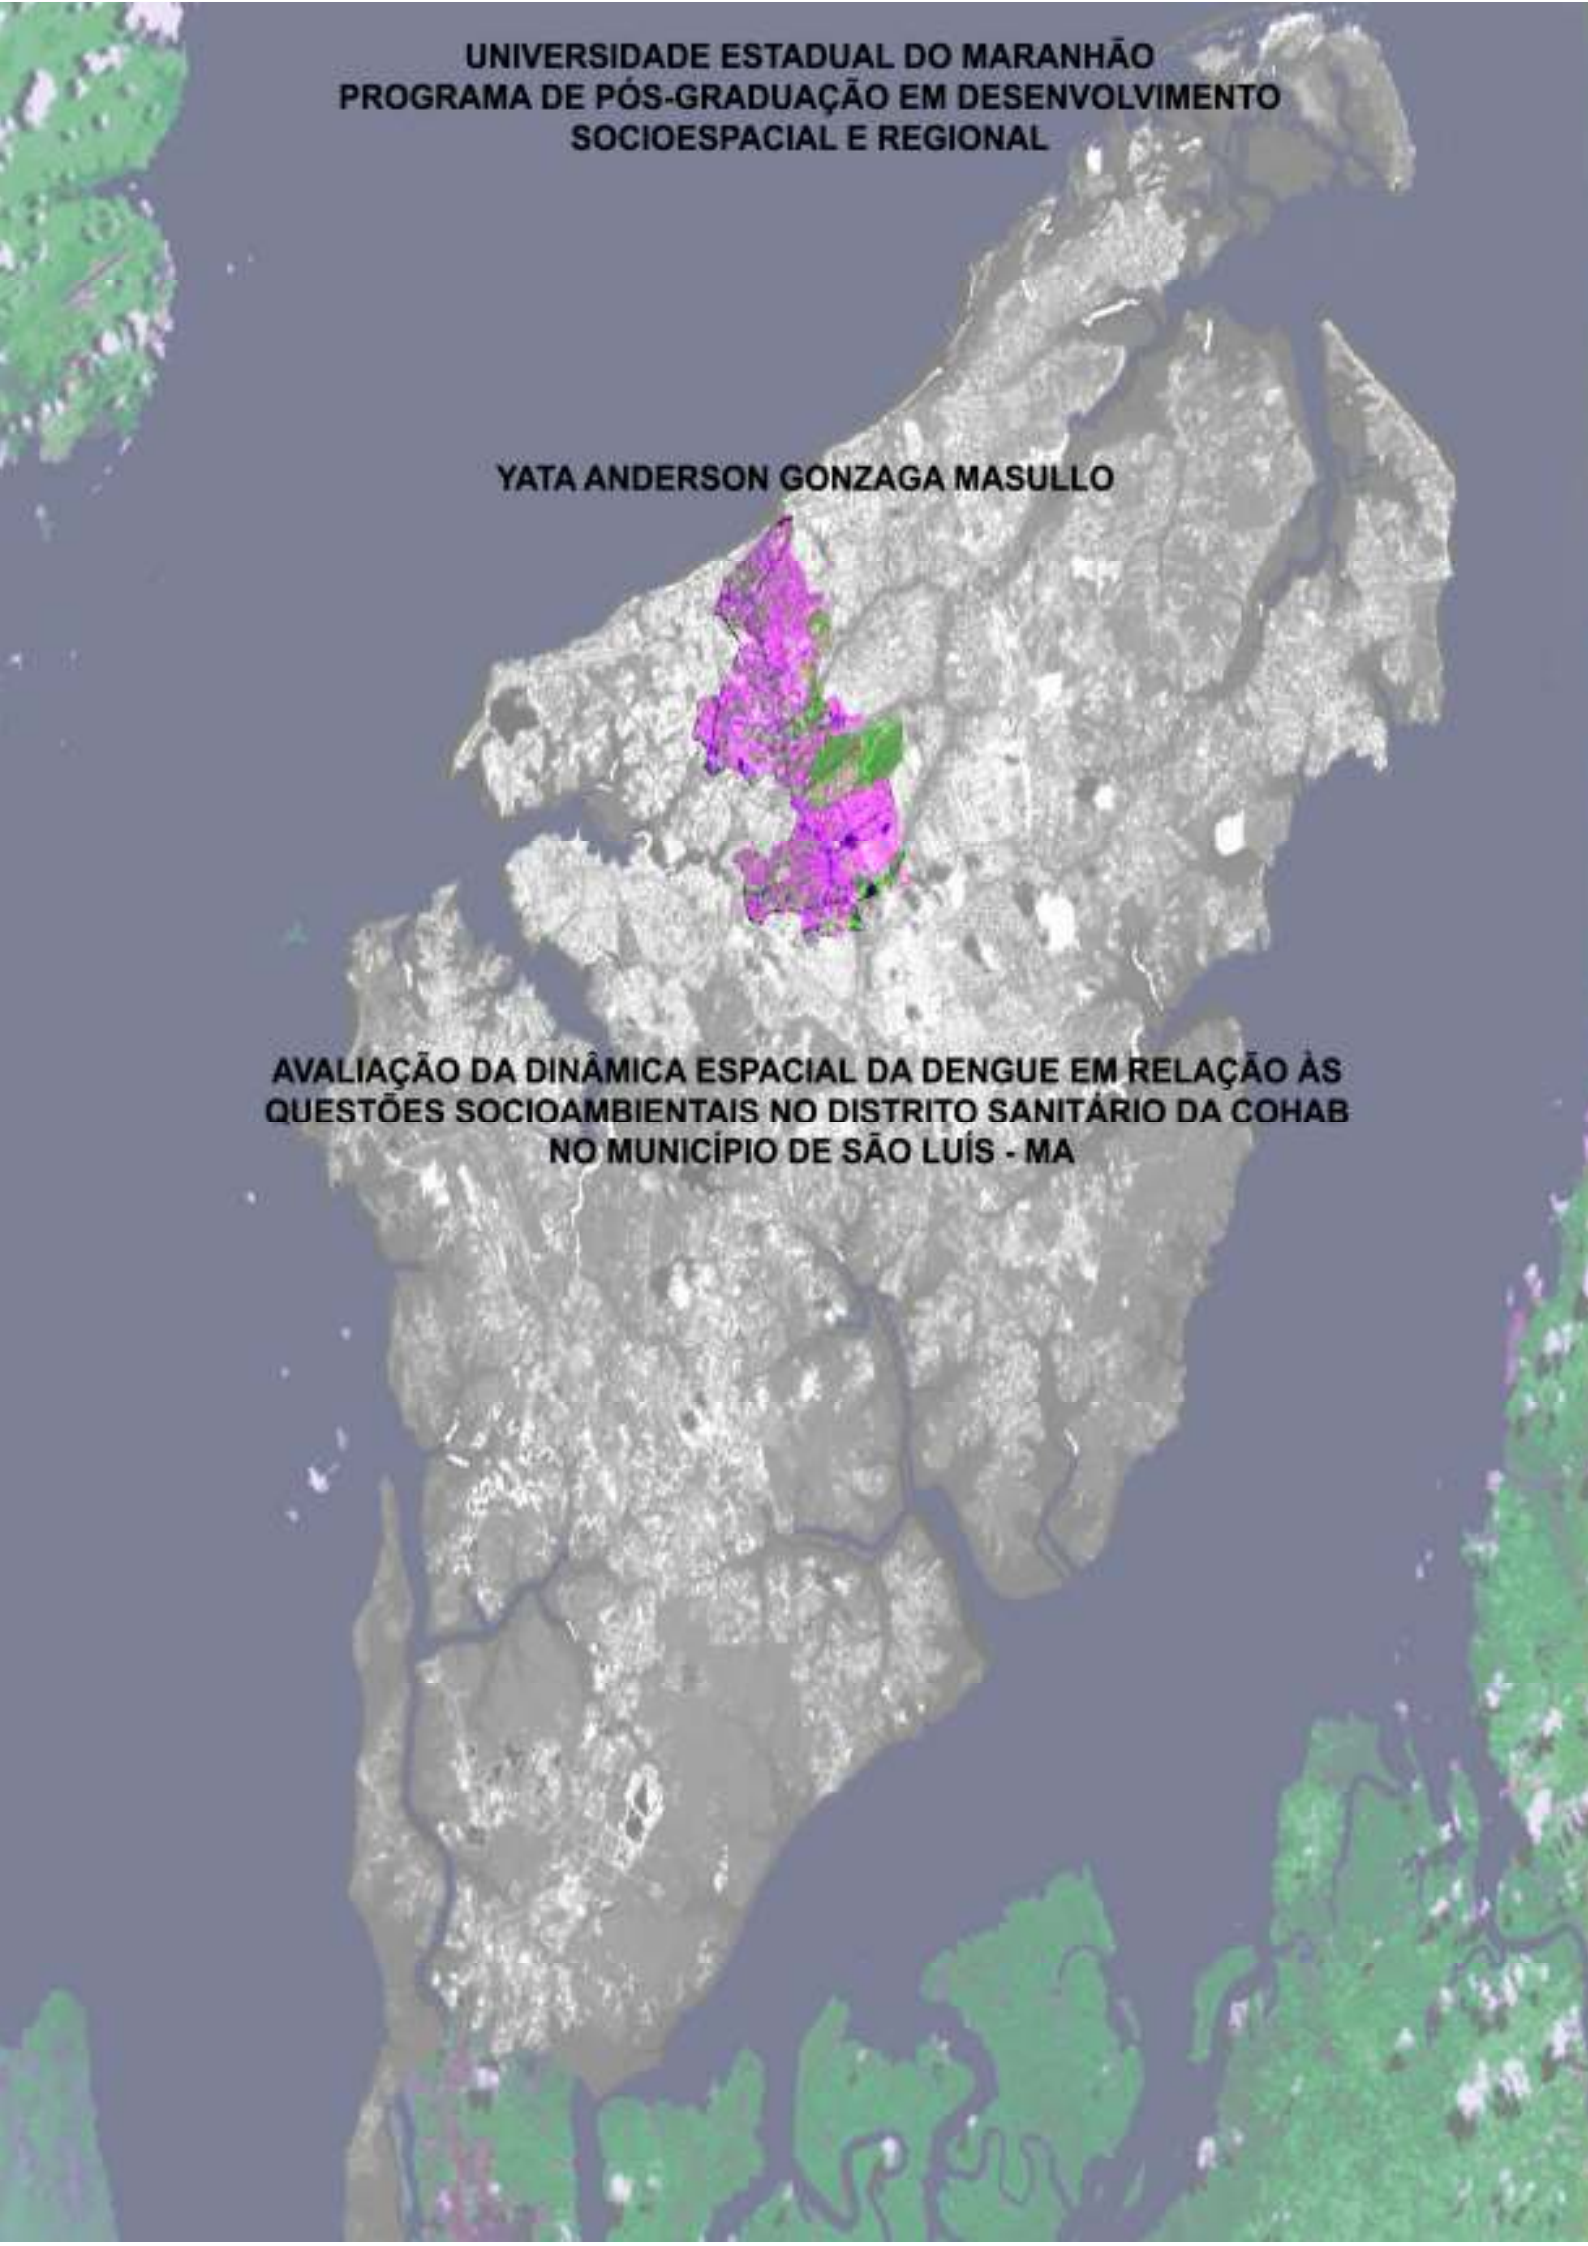 UNIVERSIDADE ESTADUAL DO MARANHÃO
PROGRAMA DE PÓS-GRADUAÇÃO EM DESENVOLVIMENTO
SOCIOESPACIAL E REGIONAL
YATA ANDERSON GONZAGA MASULLO
AVALIAÇÃO DA DINÂMICA ESPACIAL DA DENGUE EM RELAÇÃO ÀS
QUESTÕES SOCIOAMBIENTAIS NO DISTRITO SANITÁRIO DA COHAB
NO MUNICÍPIO DE SÃO LUÍS - MA